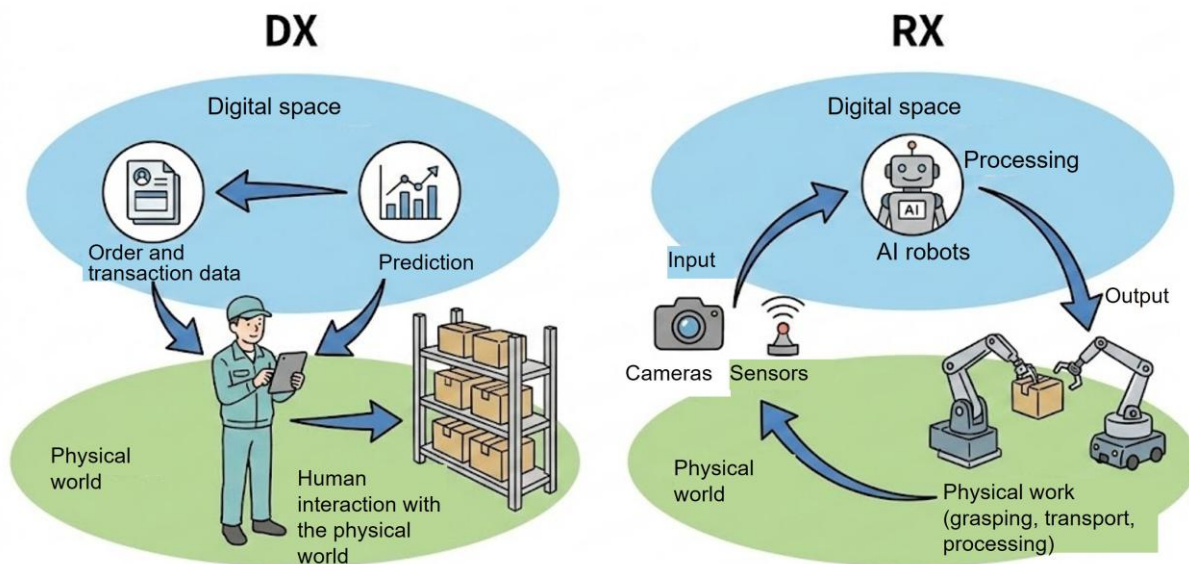 DX
Digital space
Order and
transaction data
Prediction
Physical
world
Human
interaction with
the physical
world
RX
Digital space
Processing
AI
AI robots
Input
Output
Cameras
Sensors
Physical
world
Physical work
(grasping, transport,
processing)